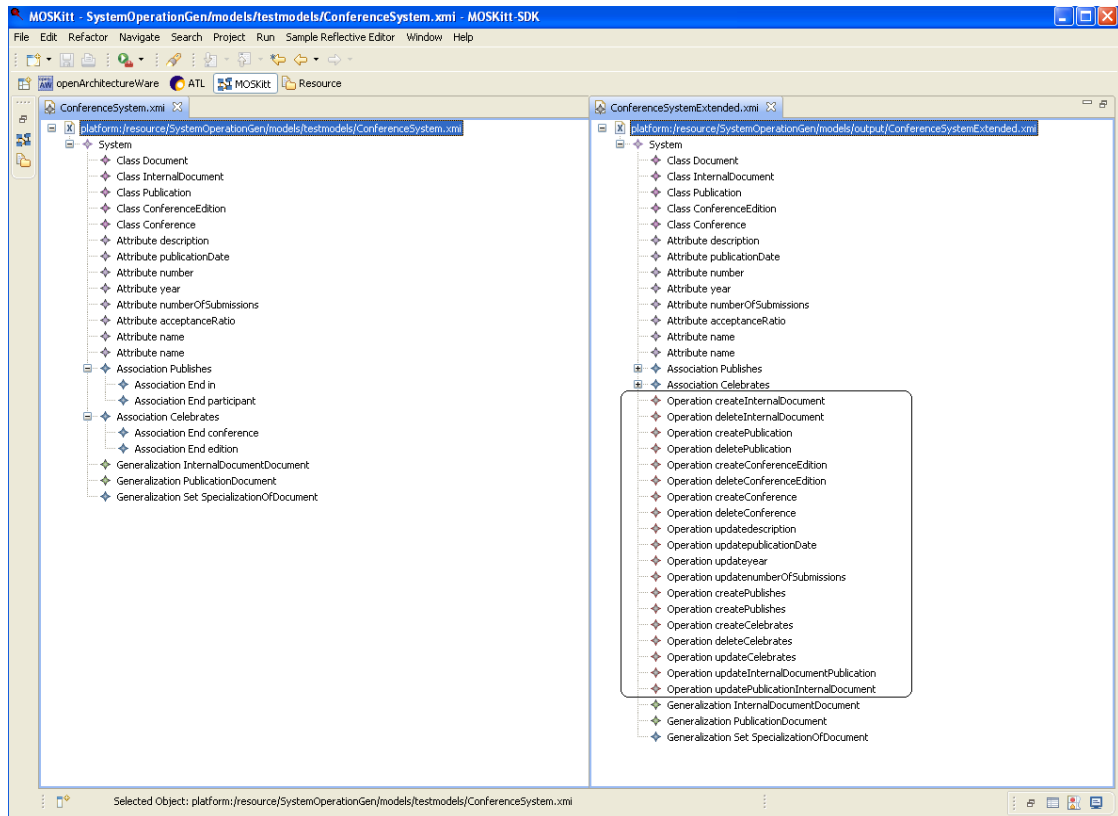 MOSKitt - SystemOperationGen/models/testmodels/ConferenceSystem.xmi - MOSKitt-SDK
File Edit Refactor Navigate Search Project Run Sample Reflective Editor Window Help
openArchitectureWare ATL MOSKitt Resource
ConferenceSystem.xmi
platform:/resource/SystemOperationGen/models/testmodels/ConferenceSystem.xmi
System
Class Document
Class InternalDocument
Class Publication
Class ConferenceEdition
Class Conference
Attribute description
Attribute publicationDate
Attribute number
Attribute year
Attribute numberOfSubmissions
Attribute acceptanceRatio
Attribute name
Attribute name
Association Publishes
Association End in
Association End participant
Association Celebrates
Association End conference
Association End edition
Generalization InternalDocumentDocument
Generalization PublicationDocument
Generalization Set SpecializationOfDocument
ConferenceSystemExtended.xmi
platform:/resource/SystemOperationGen/models/output/ConferenceSystemExtended.xmi
System
Class Document
Class InternalDocument
Class Publication
Class ConferenceEdition
Class Conference
Attribute description
Attribute publicationDate
Attribute number
Attribute year
Attribute numberOfSubmissions
Attribute acceptanceRatio
Attribute name
Attribute name
Association Publishes
Association Celebrates
Operation createInternalDocument
Operation deleteInternalDocument
Operation createPublication
Operation deletePublication
Operation createConferenceEdition
Operation deleteConferenceEdition
Operation createConference
Operation deleteConference
Operation updatedescription
Operation updatepublicationDate
Operation updateyear
Operation updatenumberOfSubmissions
Operation createPublishes
Operation createPublishes
Operation createCelebrates
Operation deleteCelebrates
Operation updateCelebrates
Operation updateInternalDocumentPublication
Operation updatePublicationInternalDocument
Generalization InternalDocumentDocument
Generalization PublicationDocument
Generalization Set SpecializationOfDocument
Selected Object: platform:/resource/SystemOperationGen/models/testmodels/ConferenceSystem.xmi